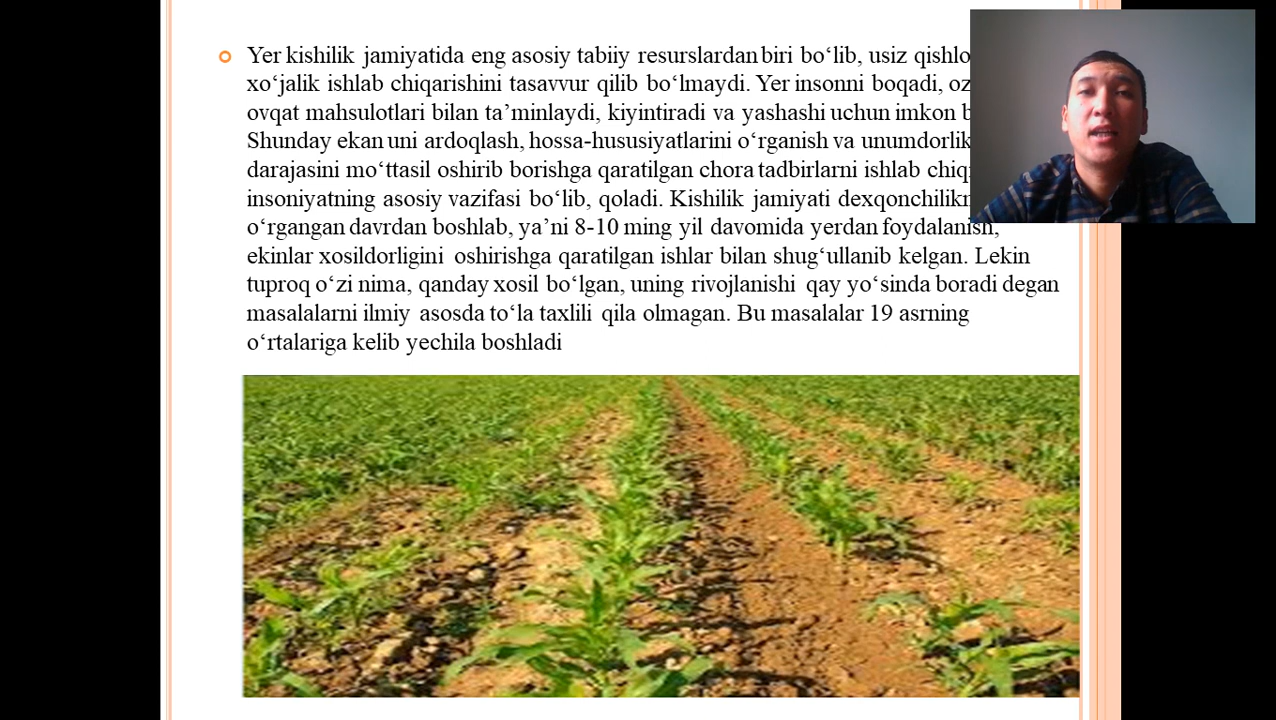 Yer kishilik jamiyatida eng asosiy tabiiy resurslardan biri bo‘lib, usiz
xo‘jalik ishlab chiqarishini tasavvur qilib bo‘lmaydi. Yer insonni boqadi,
ovqat mahsulotlari bilan ta’minlaydi, kiyintiradi va yashashi uchun imkon
Shunday ekan uni ardoqlash, hossa-hususiyatlarini o‘rganish va unumdorlik
darajasini mo‘ttasil oshirib borishga qaratilgan chora tadbirlarni ishlab
insoniyatning asosiy vazifasi bo‘lib, qoladi. Kishilik jamiyati
o‘rgangan davrdan boshlab, ya’ni 8-10 ming yil davomida yerdan foydalanish,
ekinlar xosildorligini oshirishga qaratilgan ishlar bilan shug‘ullanib kelgan. Lekin
tuproq o‘zi nima, qanday xosil bo‘lgan, uning rivojlanishi qay yo‘sinda boradi degan
masalalarni ilmiy asosda to‘la taxlili qila olmagan. Bu masalalar 19 asrning
o‘rtalariga kelib yechila boshladi